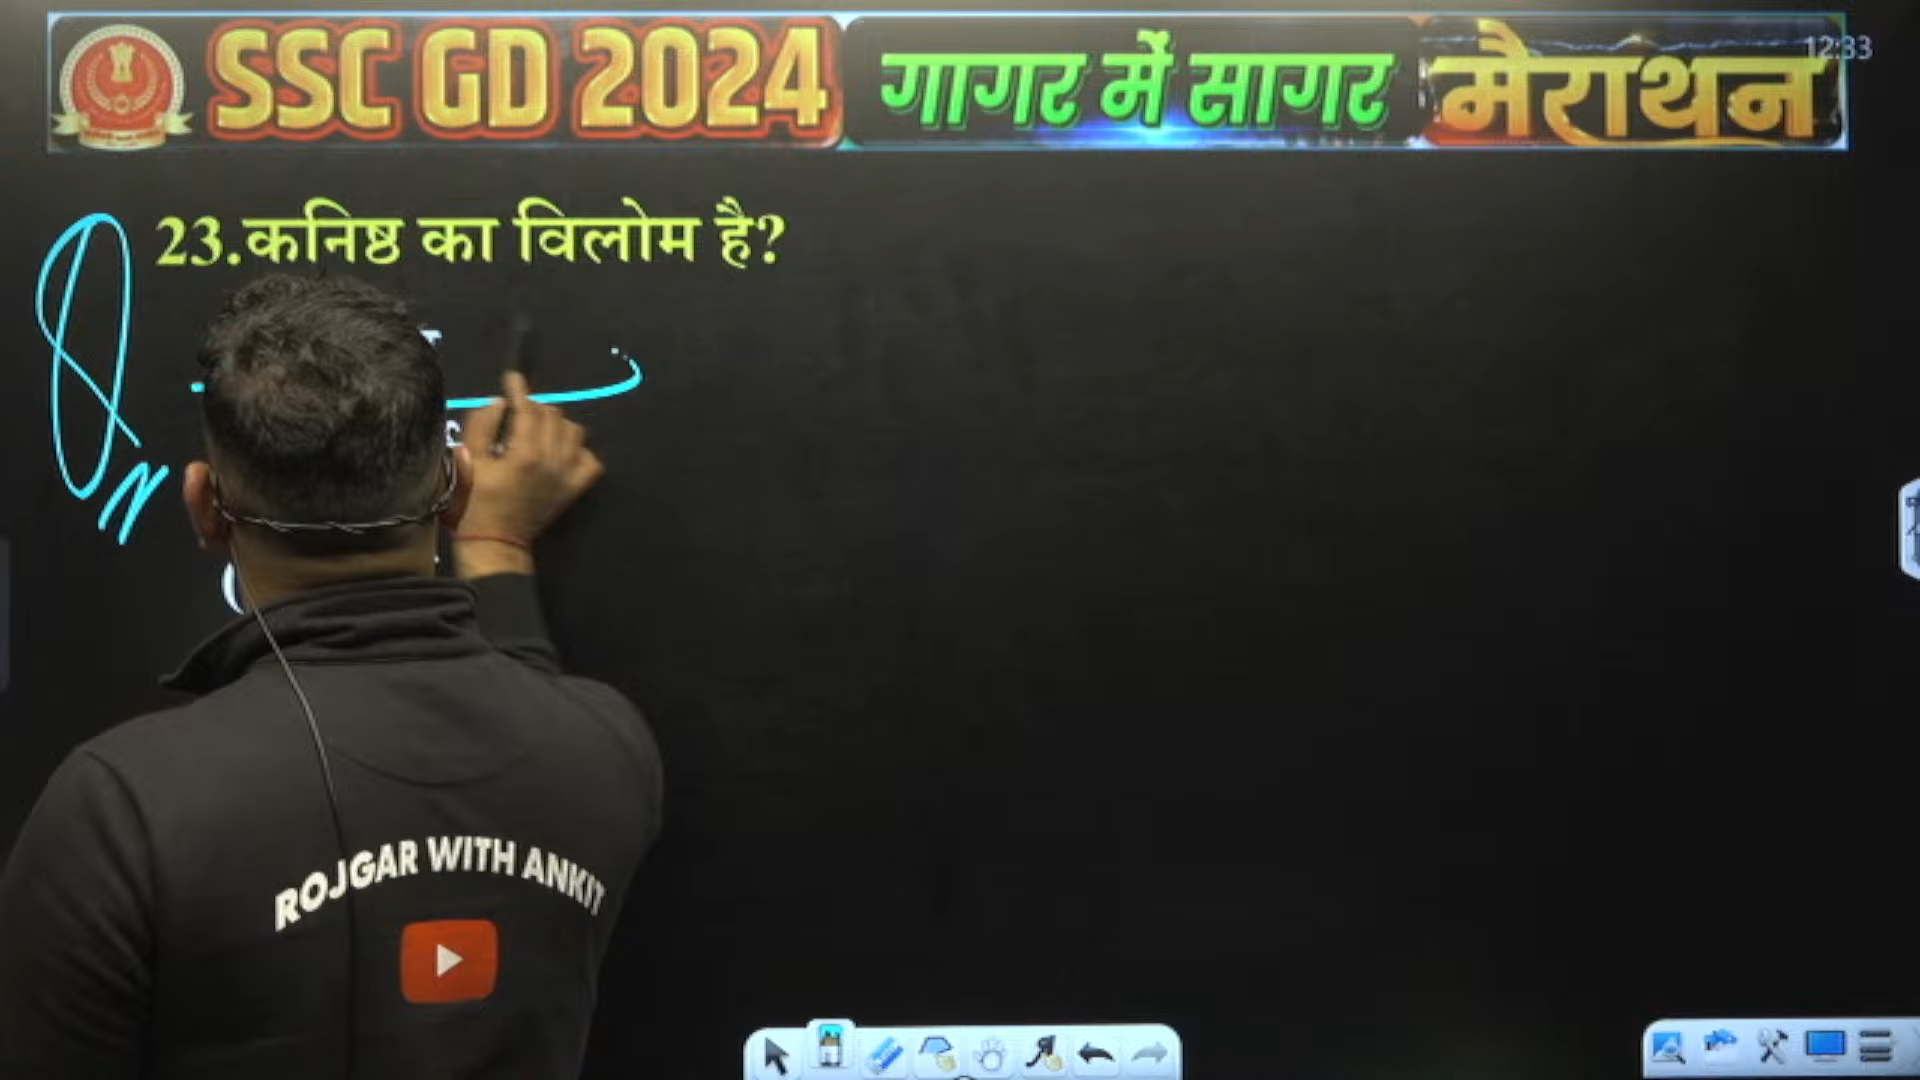 SSC GD 2024 गागर में सागर मैराथन
12:33
23.कनिष्ठ का विलोम है?
ROJGAR WITH ANKIT